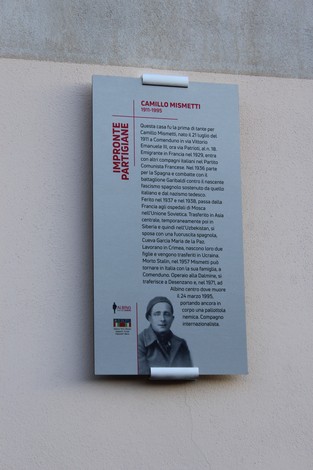 IMPRONTE
PARTIGIANE
CAMILLO MISMETTI
1911-1995
Questa casa fu la prima di tante per
Camillo Mismetti, nato il 21 luglio del
1911 a Comenduno in via Vittorio
Emanuele III, ora via Patrioti, al n. 18.
Emigrante in Francia nel 1929, entra
con altri compagni italiani nel Partito
Comunista Francese. Nel 1936 parte
per la Spagna e combatte con il
battaglione Garibaldi contro il nascente
fascismo spagnolo sostenuto da quello
italiano e dal nazismo tedesco.
Ferito nel 1937 e nel 1938, passa dalla
Francia agli ospedali di Mosca
nell'Unione Sovietica. Trasferito in Asia
centrale, temporaneamente poi in
Siberia e quindi nell'Uzbekistan, si
sposa con una fuoruscita spagnola,
Cueva Garcia Maria de la Paz.
Lavorano in Crimea, nascono loro due
figlie e vengono trasferiti in Ucraina.
Morto Stalin, nel 1957 Mismetti può
tornare in Italia con la sua famiglia, a
Comenduno. Operaio alla Dalmine, si
trasferisce a Desenzano e, nel 1971, ad
Albino centro dove muore
il 24 marzo 1995,
portando ancora in
corpo una pallottola
nemica. Compagno
internazionalista.